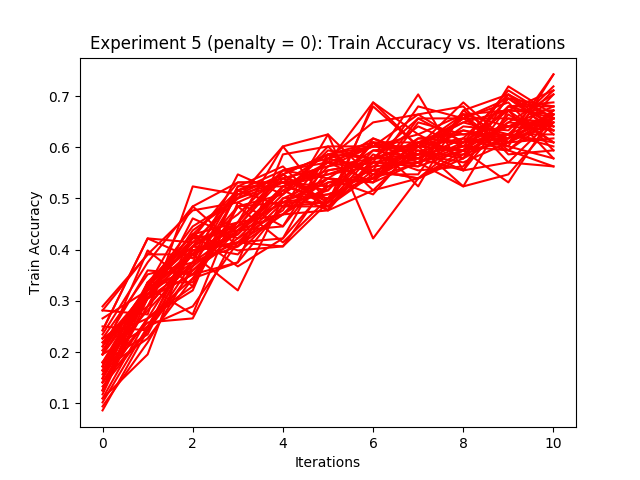 Experiment 5 (penalty = 0): Train Accuracy vs. Iterations
Train Accuracy
0.7
0.6
0.5
0.4
0.3
0.2
0.1
0 2 4 6 8 10
Iterations